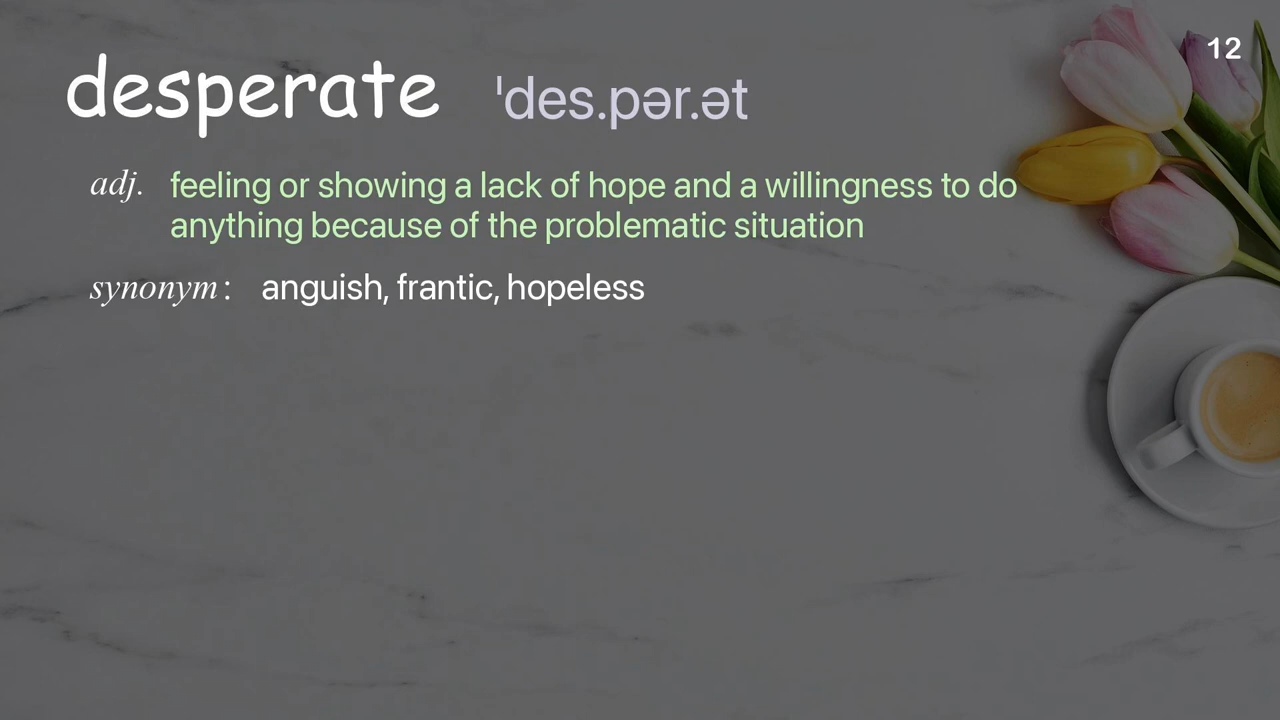 12
desperate ˈdes.pər.ət
adj. feeling or showing a lack of hope and a willingness to do
anything because of the problematic situation
synonym : anguish, frantic, hopeless